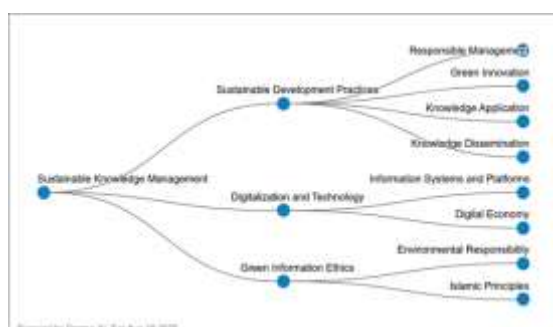 Responsible Management
Green Innovation
Sustainable Development Practices
Knowledge Application
Knowledge Dissemination
Sustainable Knowledge Management
Information Systems and Platforms
Digitalization and Technology
Digital Economy
Environmental Responsibility
Green Information Ethics
Islamic Principles